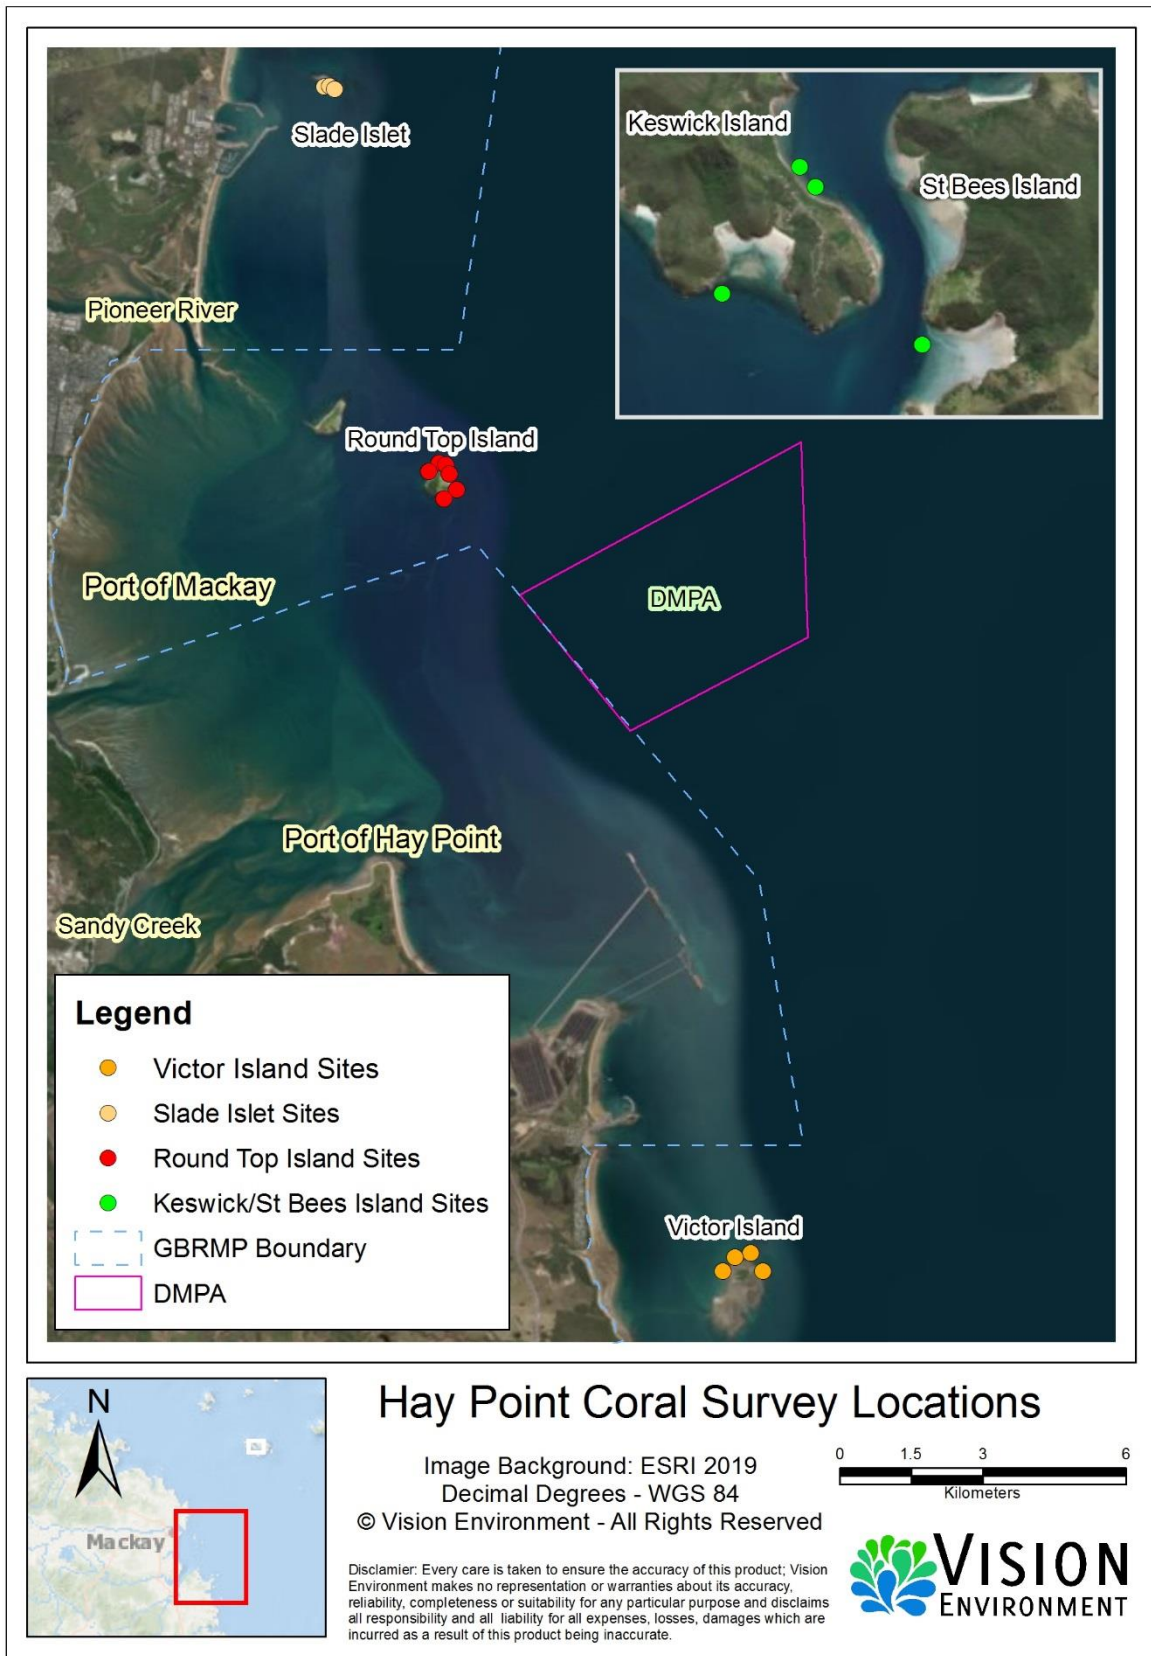 Slade Islet
Keswick Island
St Bees Island
Pioneer River
Round Top Island
Port of Mackay
DMPA
Port of Hay Point
Sandy Creek
Legend
Victor Island Sites
Slade Islet Sites
Round Top Island Sites
Keswick/St Bees Island Sites
GBRMP Boundary
DMPA
Victor Island
N
Mackay
Hay Point Coral Survey Locations
Image Background: ESRI 2019
Decimal Degrees - WGS 84
© Vision Environment - All Rights Reserved
0 1.5 3 6
Kilometers
Disclamier: Every care is taken to ensure the accuracy of this product; Vision
Environment makes no representation or warranties about its accuracy,
reliability, completeness or suitability for any particular purpose and disclaims
all responsibility and all liability for all expenses, losses, damages which are
incurred as a result of this product being inaccurate.
VISION
ENVIRONMENT